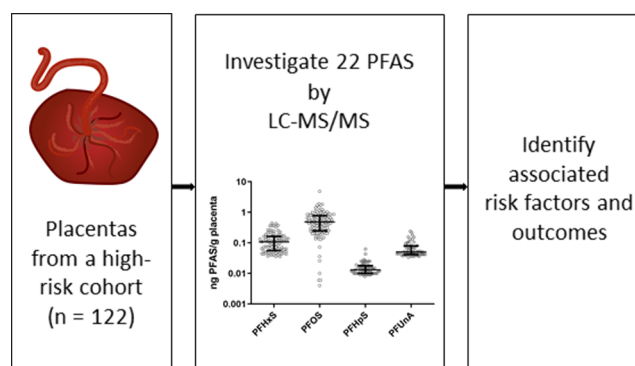 Placentas
from a high-
risk cohort
(n = 122)
Investigate 22 PFAS
by
LC-MS/MS
ng PFAS/g placenta
10
1
0.1
0.01
0.001
PFHxS
PFOS
PFHpS
PFUnA
Identify
associated
risk factors and
outcomes